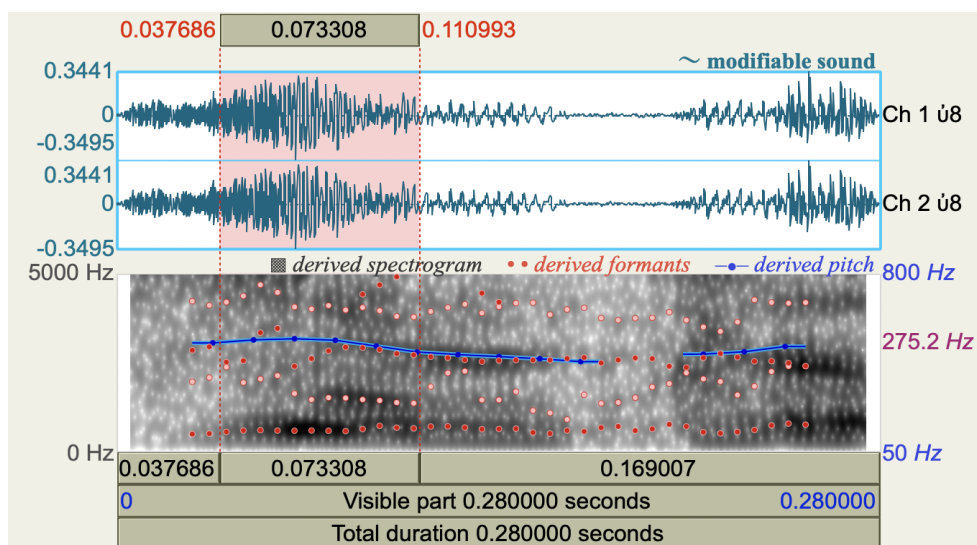 0.037686 0.073308 0.110993
~ modifiable sound
0.3441
0
-0.3495
Ch 1 ủ8
0.3441
0
-0.3495
Ch 2 ủ8
derived spectrogram derived formants derived pitch
5000 Hz 800 Hz
275.2 Hz
0 Hz 50 Hz
0.037686 0.073308 0.169007
0 Visible part 0.280000 seconds 0.280000
Total duration 0.280000 seconds